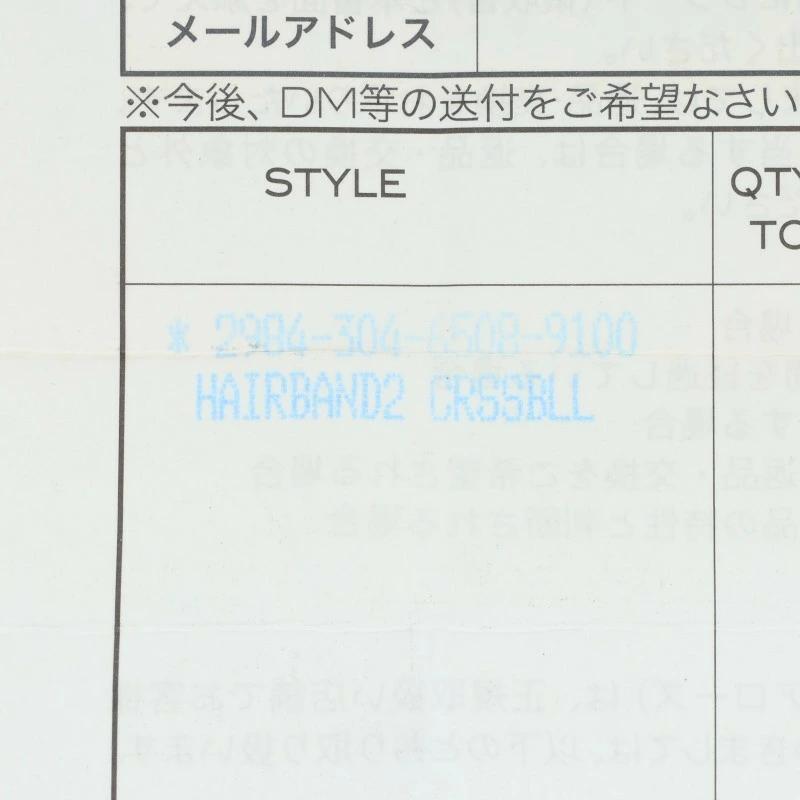 メールアドレス
※今後、DM等の送付をご希望なさい
STYLE
QTY
TO
* 2984-304-6508-9100
HAIRBAND2 CRSSBLL